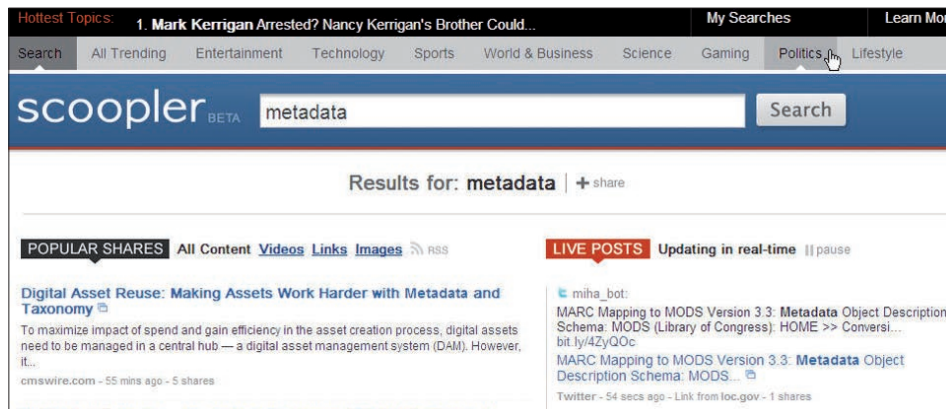 Hottest Topics: 1. Mark Kerrigan Arrested? Nancy Kerrigan's Brother Could... My Searches Learn Mor
Search All Trending Entertainment Technology Sports World & Business Science Gaming Politics Lifestyle
scoopler BETA metadata Search
Results for: metadata + share
POPULAR SHARES All Content Videos Links Images RSS
Digital Asset Reuse: Making Assets Work Harder with Metadata and
Taxonomy
To maximize impact of spend and gain efficiency in the asset creation process, digital assets
need to be managed in a central hub — a digital asset management system (DAM). However,
it...
cmswire.com - 55 mins ago - 5 shares
LIVE POSTS Updating in real-time pause
miha_bot:
MARC Mapping to MODS Version 3.3: Metadata Object Description
Schema: MODS (Library of Congress): HOME >> Conversi...
bit.ly/4ZyQOc
MARC Mapping to MODS Version 3.3: Metadata Object
Description Schema: MODS...
Twitter - 54 secs ago - Link from loc.gov - 1 shares